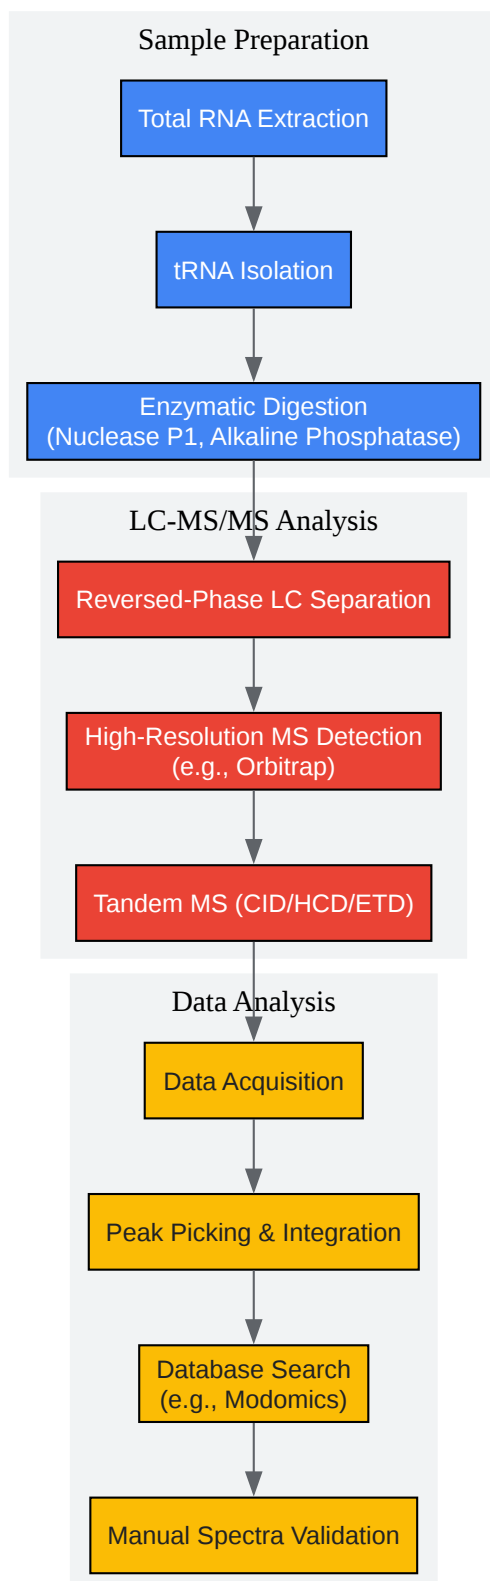 Sample Preparation
Total RNA Extraction
tRNA Isolation
Enzymatic Digestion
(Nuclease P1, Alkaline Phosphatase)
LC-MS/MS Analysis
Reversed-Phase LC Separation
High-Resolution MS Detection
(e.g., Orbitrap)
Tandem MS (CID/HCD/ETD)
Data Analysis
Data Acquisition
Peak Picking & Integration
Database Search
(e.g., Modomics)
Manual Spectra Validation